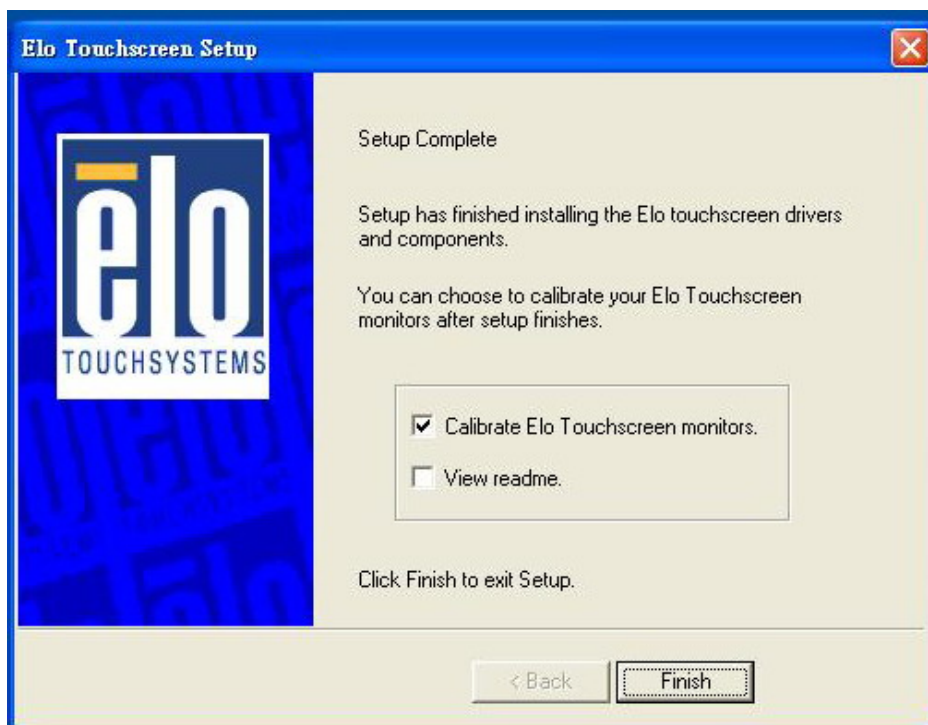 Elo Touchscreen Setup
elo
TOUCHSYSTEMS
Setup Complete
Setup has finished installing the Elo touchscreen drivers
and components.
You can choose to calibrate your Elo Touchscreen
monitors after setup finishes.
Calibrate Elo Touchscreen monitors.
View readme.
Click Finish to exit Setup.
< Back
Finish